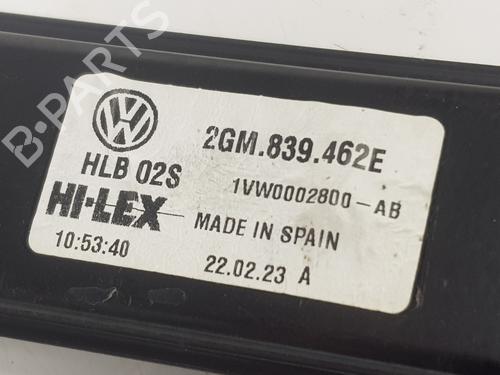 B-PARTS
2GM.839.462E
HLB 02S
1VW0002800-AB
HI-LEX
MADE IN SPAIN
10:53:40
22.02.23 A